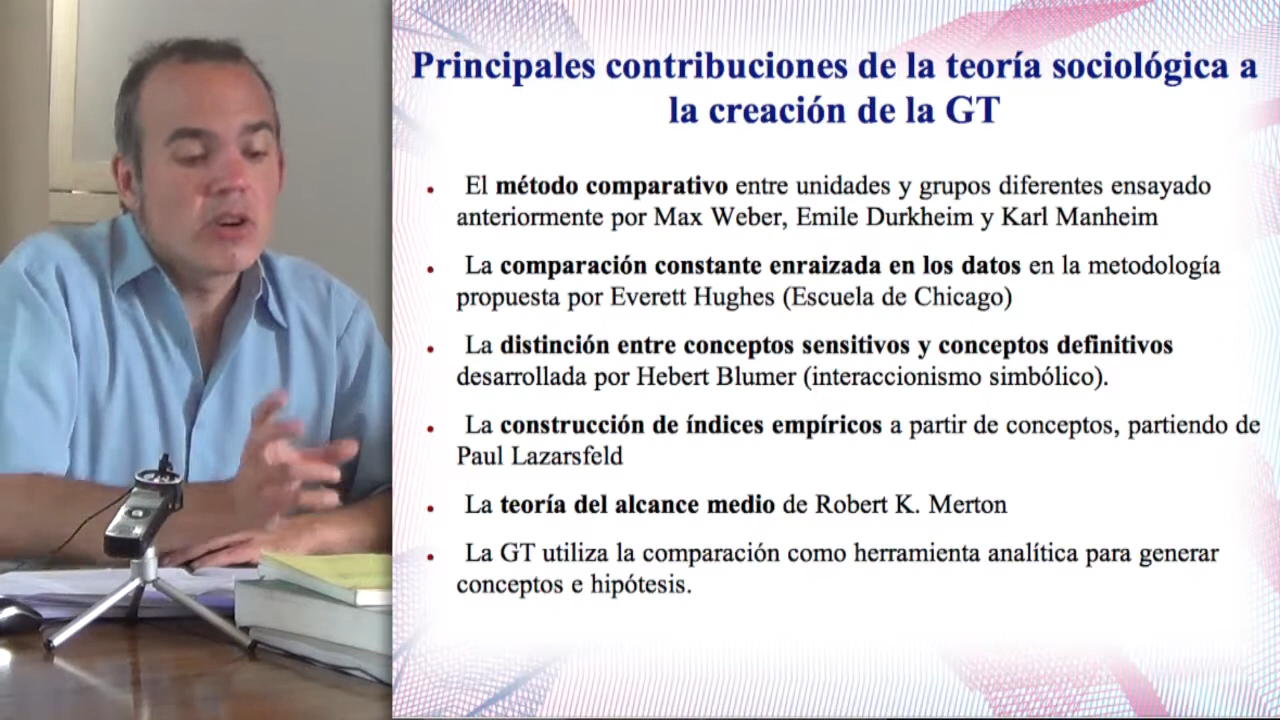 Principales contribuciones de la teoría sociológica a
la creación de la GT
El método comparativo entre unidades y grupos diferentes ensayado
anteriormente por Max Weber, Emile Durkheim y Karl Manheim
La comparación constante enraizada en los datos en la metodología
propuesta por Everett Hughes (Escuela de Chicago)
La distinción entre conceptos sensitivos y conceptos definitivos
desarrollada por Hebert Blumer (interaccionismo simbólico).
La construcción de índices empíricos a partir de conceptos, partiendo de
Paul Lazarsfeld
La teoría del alcance medio de Robert K. Merton
La GT utiliza la comparación como herramienta analítica para generar
conceptos e hipótesis.